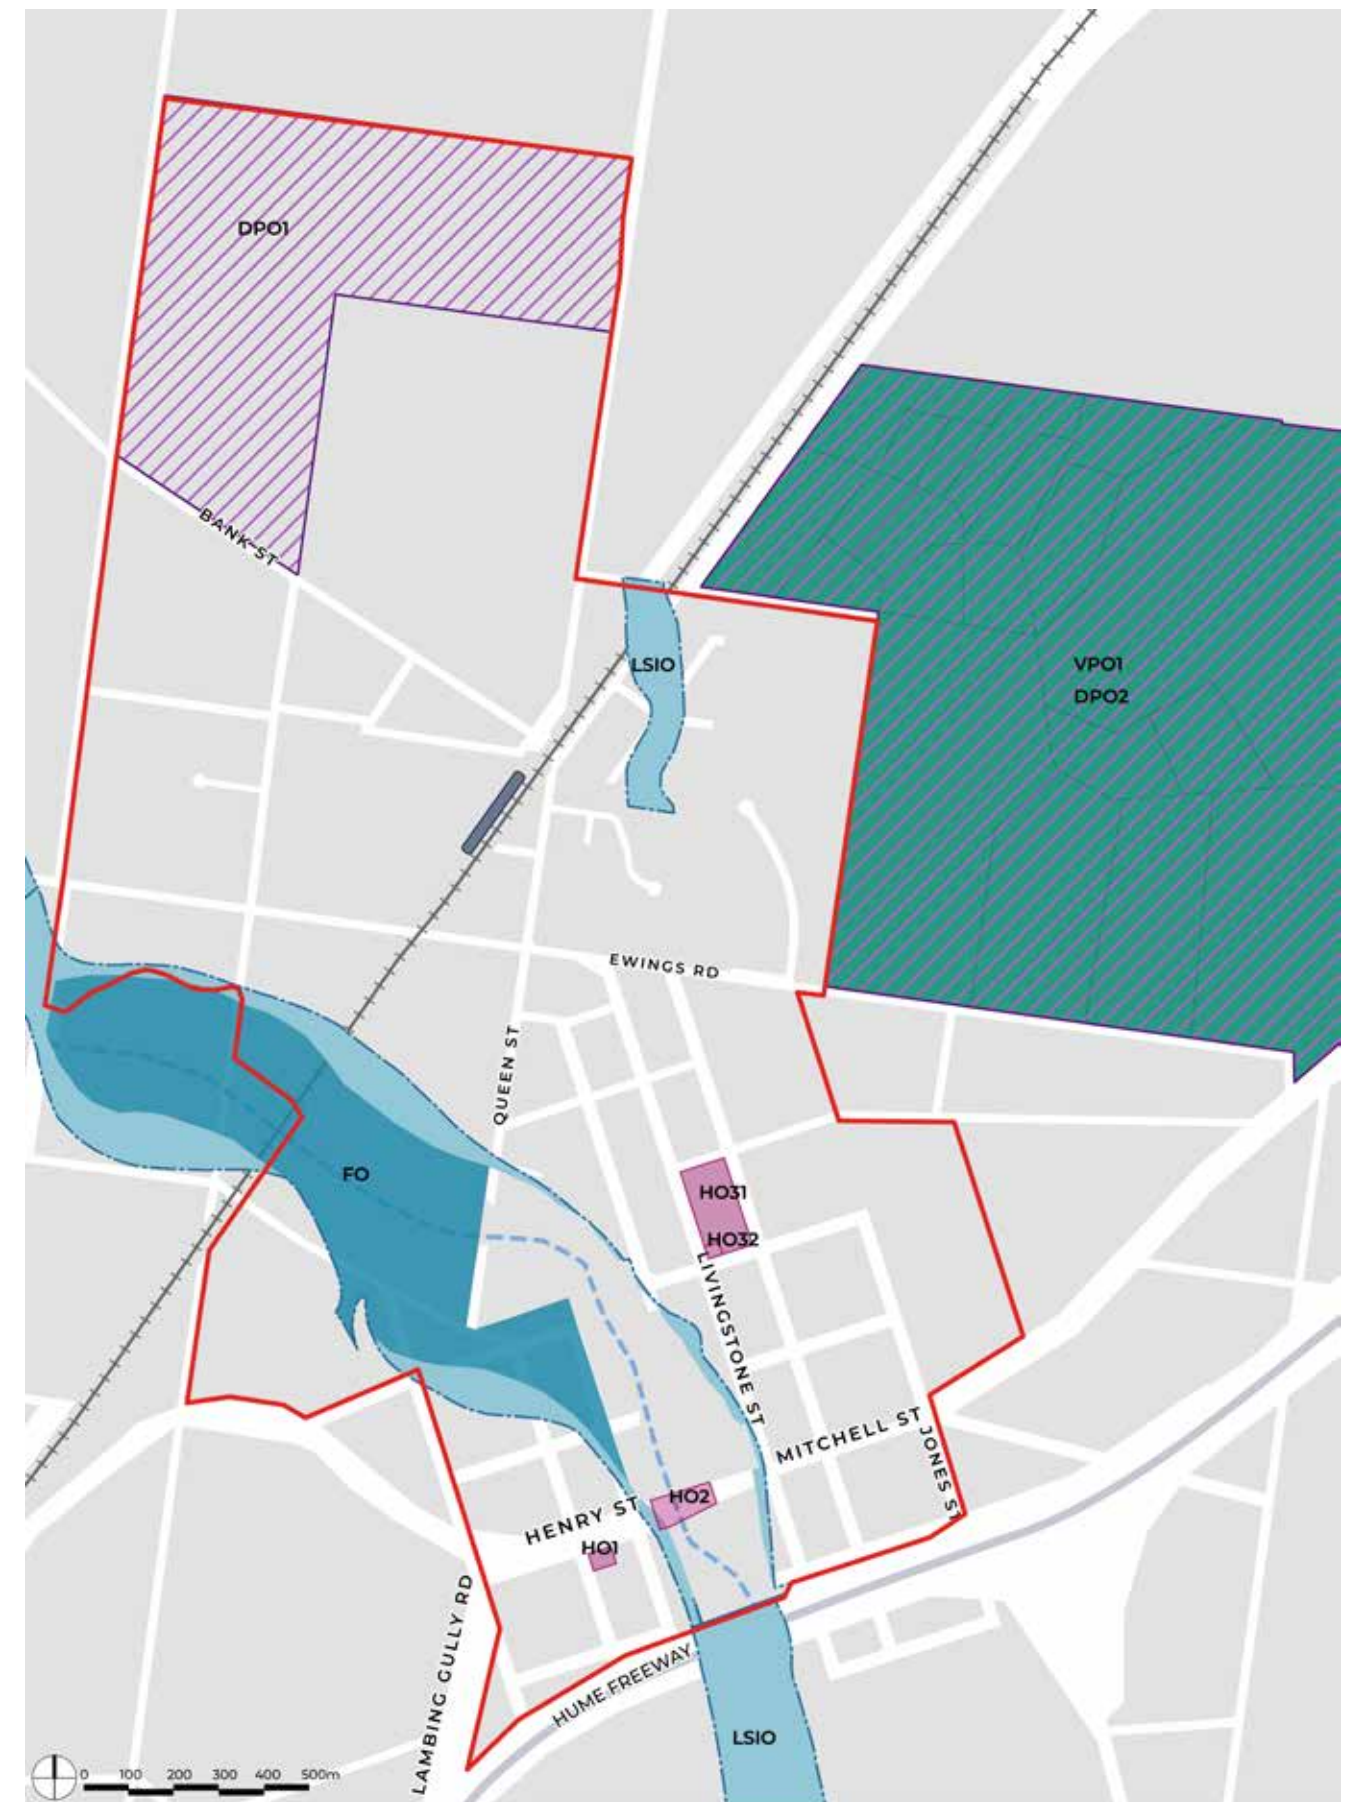 DPO1
BANK ST
LSIO
VPO1
DPO2
EWINGS RD
QUEEN ST
FO
HO31
HO32
LIVINGSTONE ST
MITCHELL ST
JONES ST
HO2
HENRY ST
HO1
LAMBING GULLY RD
HUME FREEWAY
LSIO
0 100 200 300 400 500m